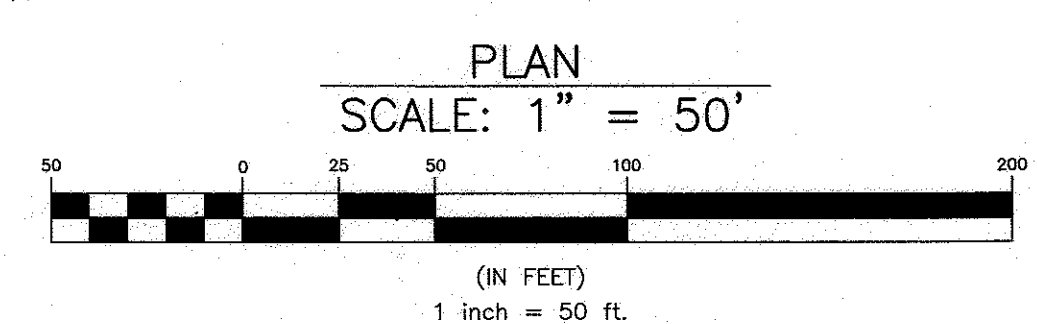 PLAN
SCALE: 1" = 50'
50 0 25 50 100 200
(IN FEET)
1 inch = 50 ft.